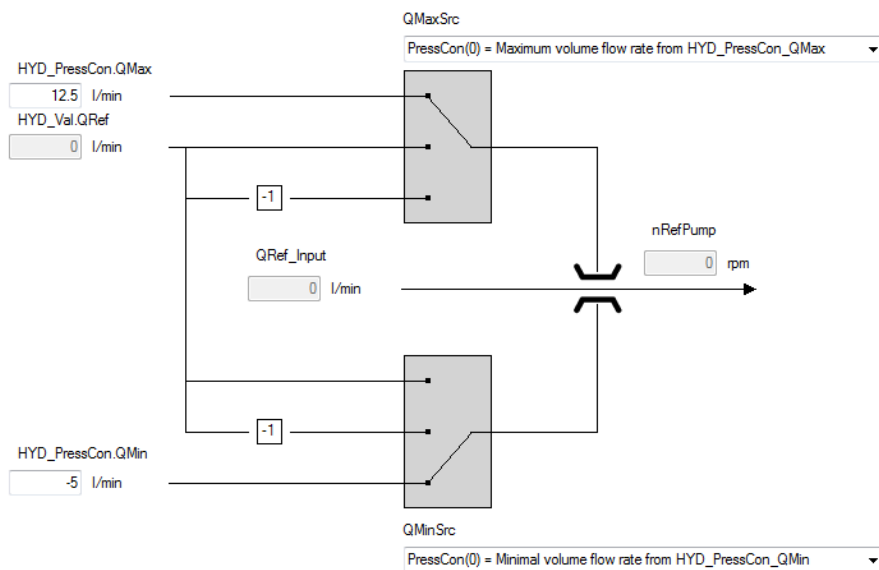 QMaxSrc
PressCon(0) = Maximum volume flow rate from HYD_PressCon_QMax
HYD_PressCon.QMax
12.5 l/min
HYD_Val.QRef
0 l/min
-1
nRefPump
0 rpm
QRef_Input
0 l/min
-1
HYD_PressCon.QMin
-5 l/min
QMinSrc
PressCon(0) = Minimal volume flow rate from HYD_PressCon_QMin